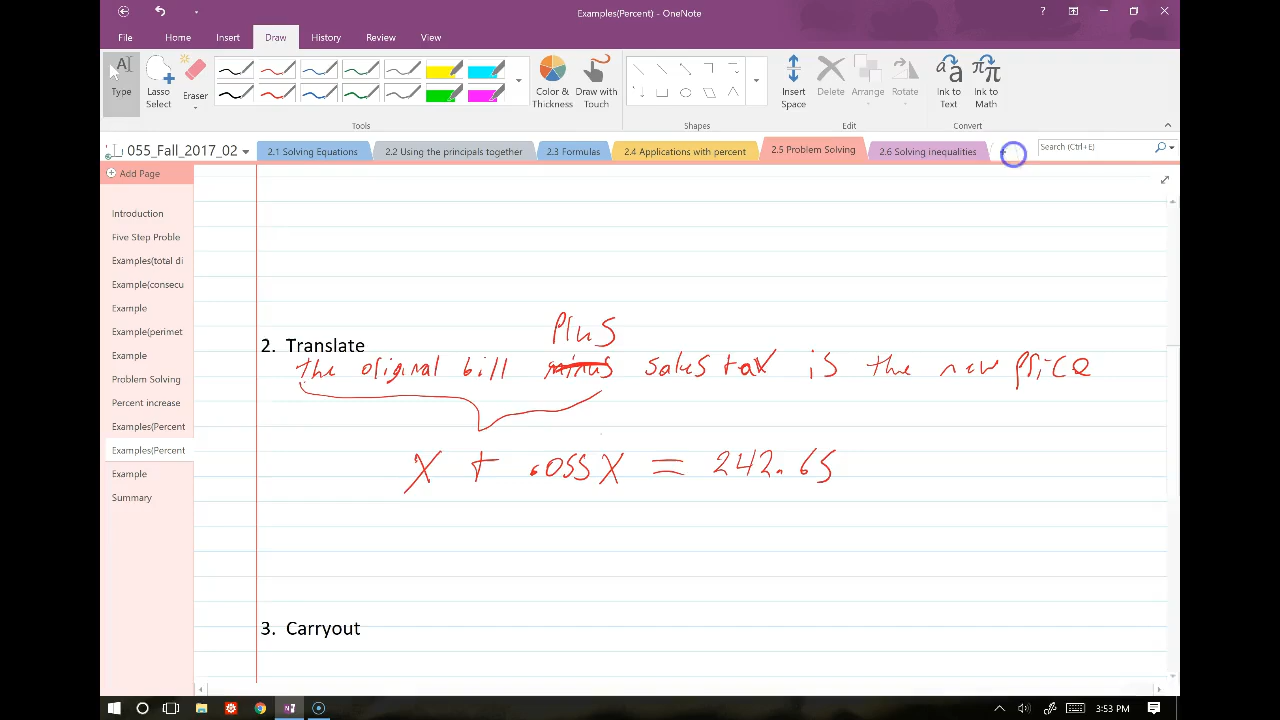 Examples(Percent) - OneNote
?
File Home Insert Draw History Review View
Type
Lasso Select
Eraser
Color & Thickness
Draw with Touch
Insert Space
Delete
Arrange
Rotate
Ink to Text
Ink to Math
Tools Shapes Edit Convert
055_Fall_2017_02 2.1 Solving Equations 2.2 Using the principals together 2.3 Formulas 2.4 Applications with percent 2.5 Problem Solving 2.6 Solving inequalities + Search (Ctrl+E)
Add Page
Introduction
Five Step Proble
Examples(total di
Example(consecu
Example
Example(perimet
Example
Problem Solving
Percent increase
Examples(Percent
Examples(Percent
Example
Summary
Plus
2. Translate
the original bill minus sales tax is the new price
X + .055X = 242.65
3. Carryout
3:53 PM